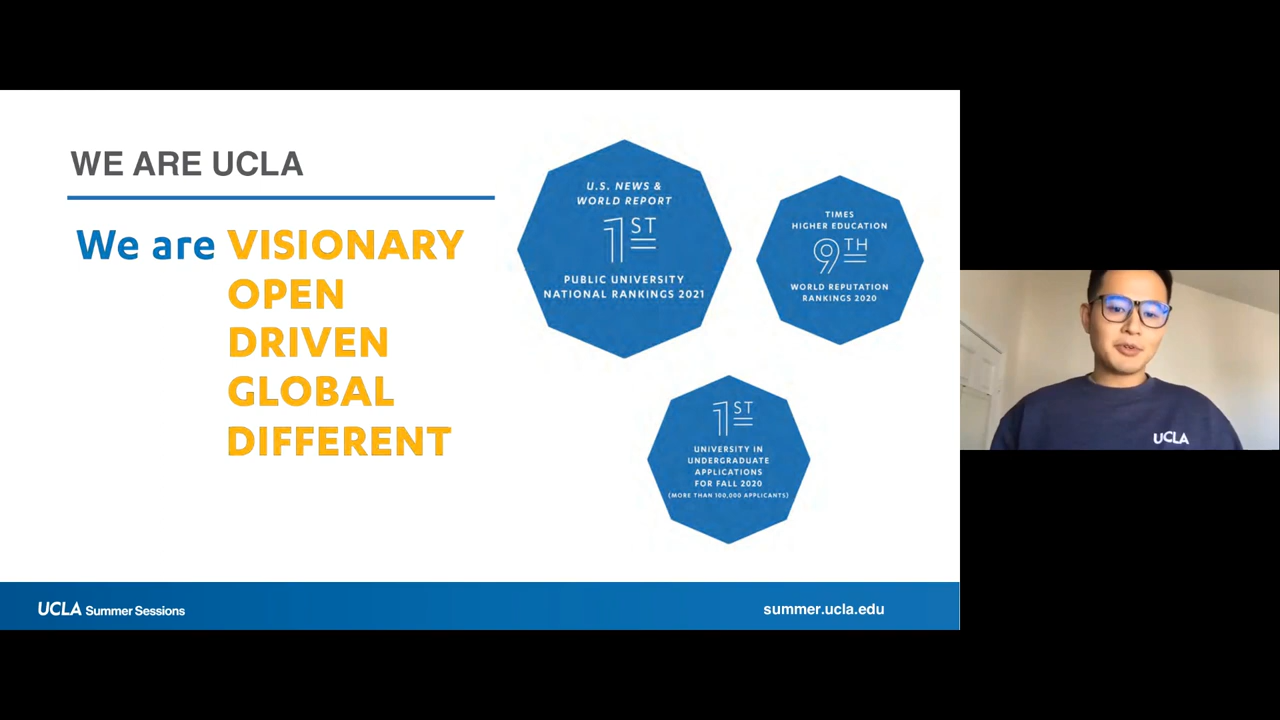 WE ARE UCLA
We are VISIONARY
OPEN
DRIVEN
GLOBAL
DIFFERENT
U.S. NEWS &
WORLD REPORT
1ST
PUBLIC UNIVERSITY
NATIONAL RANKINGS 2021
TIMES
HIGHER EDUCATION
9TH
WORLD REPUTATION
RANKINGS 2020
1ST
UNIVERSITY IN
UNDERGRADUATE
APPLICATIONS
FOR FALL 2020
(MORE THAN 100,000 APPLICANTS)
UCLA
UCLA Summer Sessions
summer.ucla.edu